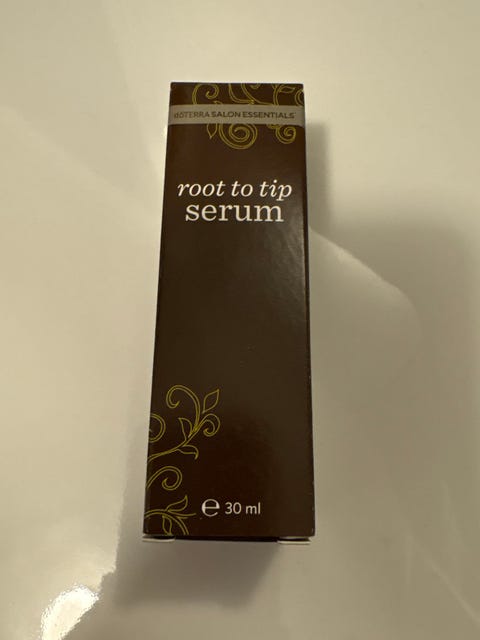 dōTERRA SALON ESSENTIALS
root to tip
serum
℮ 30 ml